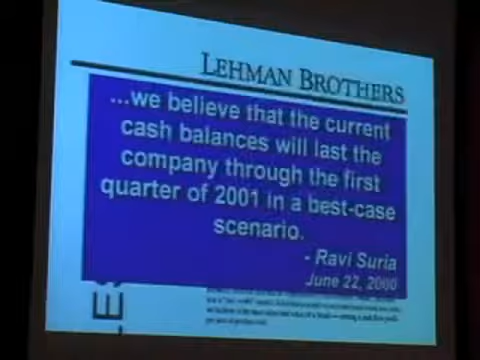 LEHMAN BROTHERS
...we believe that the current
cash balances will last the
company through the first
quarter of 2001 in a best-case
scenario.
- Ravi Suria
June 22, 2000